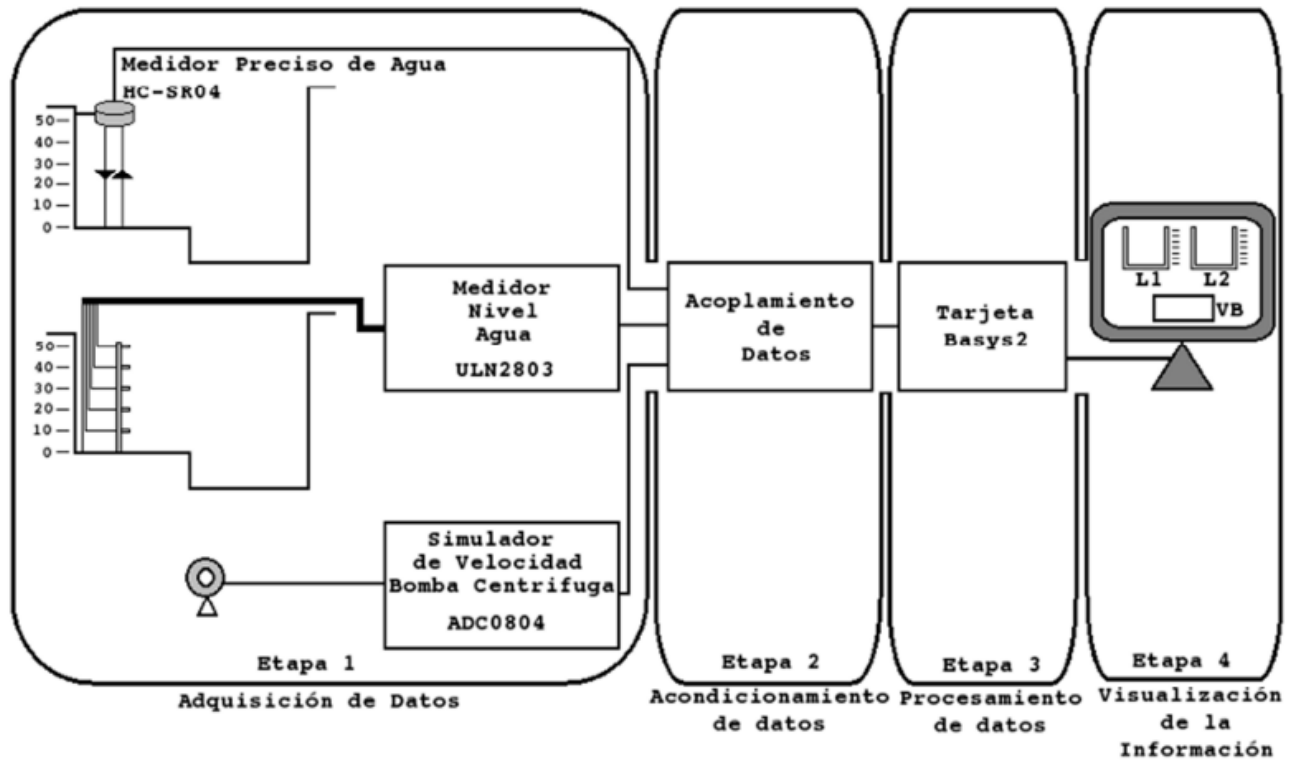 Medidor Preciso de Agua
HC-SR04
50
40
30
20
10
0
Medidor
Nivel
Agua
ULN2803
50
40
30
20
10
0
Simulador
de Velocidad
Bomba Centrifuga
ADC0804
Etapa 1
Adquisición de Datos
Acoplamiento
de
Datos
Etapa 2
Acondicionamiento
de datos
Tarjeta
Basys2
Etapa 3
Procesamiento
de datos
L1 L2
VB
Etapa 4
Visualización
de la
Información